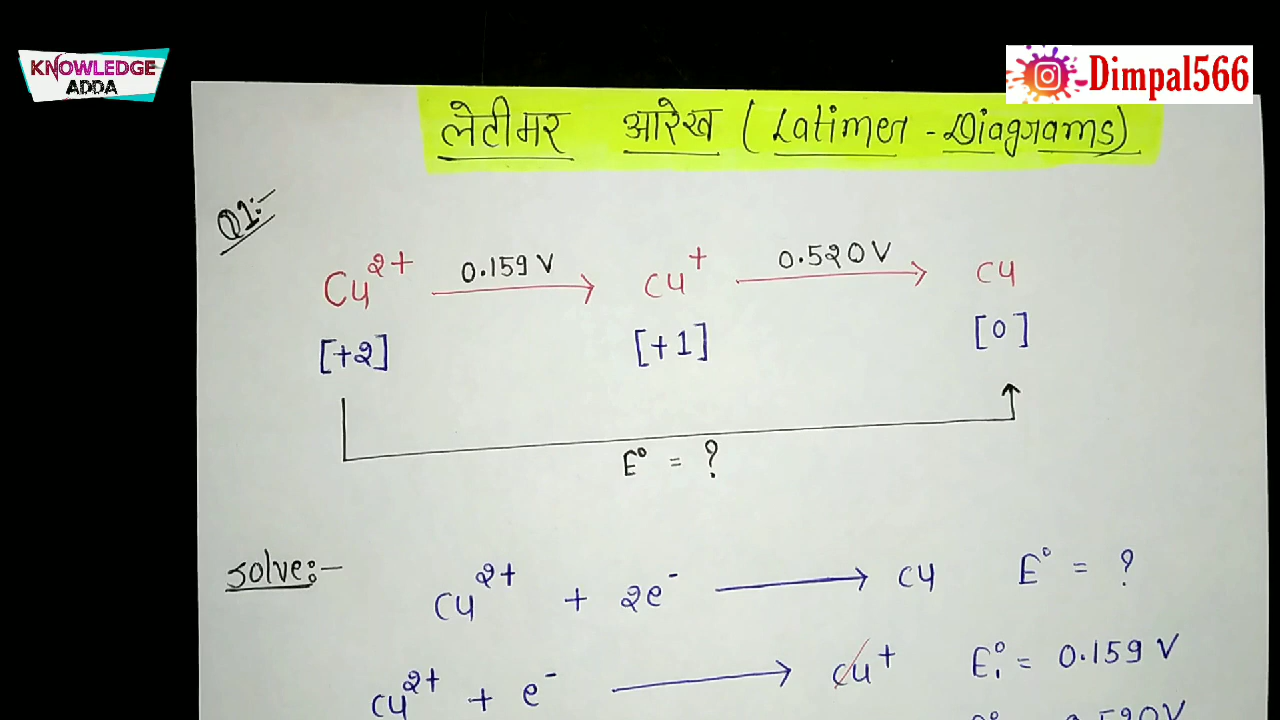 KNOWLEDGE
ADDA
-Dimpal566
लेटीमर आरेख (Latimer - Diagrams)
Q1:-
Cu²⁺ 0.159 V → Cu⁺ 0.520 V → Cu
[+2] [+1] [0]
E° = ?
Solve:-
Cu²⁺ + 2e⁻ → Cu E° = ?
Cu²⁺ + e⁻ → Cu⁺ E₁° = 0.159 V